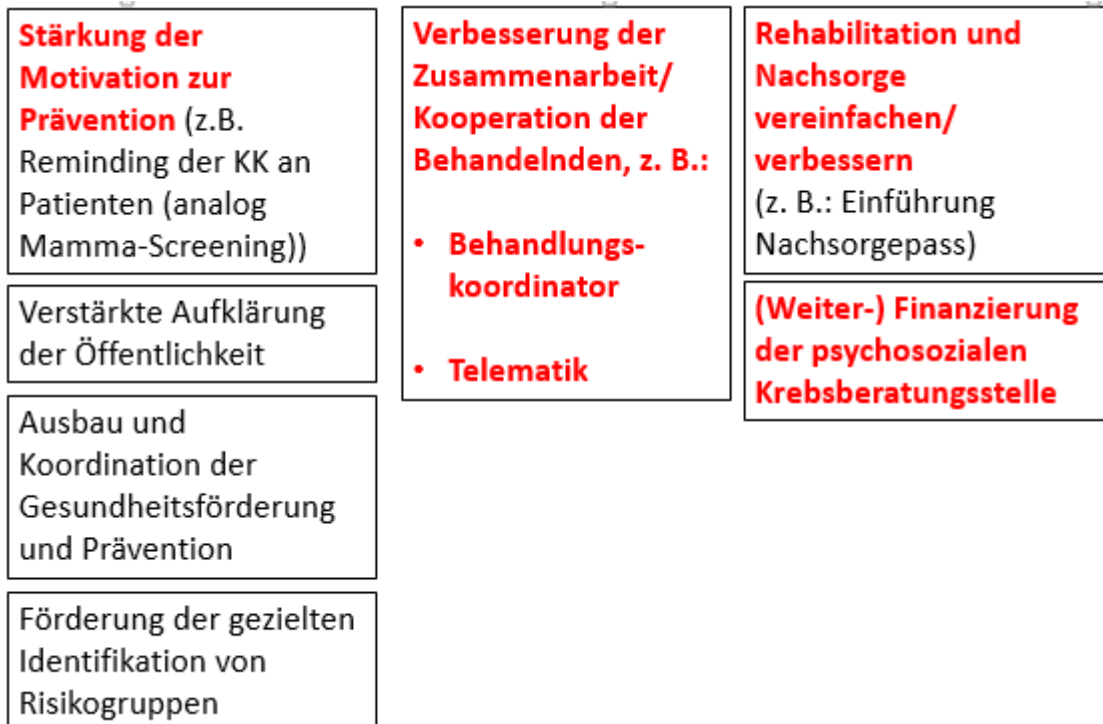 Stärkung der
Motivation zur
Prävention (z.B.
Reminding der KK an
Patienten (analog
Mamma-Screening))
Verstärkte Aufklärung
der Öffentlichkeit
Ausbau und
Koordination der
Gesundheitsförderung
und Prävention
Förderung der gezielten
Identifikation von
Risikogruppen
Verbesserung der
Zusammenarbeit/
Kooperation der
Behandelnden, z. B.:
• Behandlungs-
koordinator
• Telematik
Rehabilitation und
Nachsorge
vereinfachen/
verbessern
(z. B.: Einführung
Nachsorgepass)
(Weiter-) Finanzierung
der psychosozialen
Krebsberatungsstelle